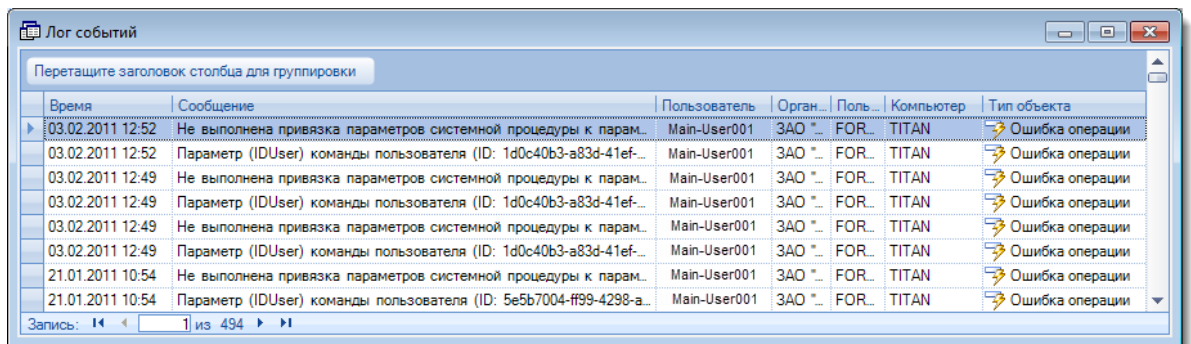 Лог событий
Перетащите заголовок столбца для группировки
Время Сообщение Пользователь Орган... Поль... Компьютер Тип объекта
03.02.2011 12:52 Не выполнена привязка параметров системной процедуры к парам... Main-User001 ЗАО "... FOR... TITAN Ошибка операции
03.02.2011 12:52 Параметр (IDUser) команды пользователя (ID: 1d0c40b3-a83d-41ef-... Main-User001 ЗАО "... FOR... TITAN Ошибка операции
03.02.2011 12:49 Не выполнена привязка параметров системной процедуры к парам... Main-User001 ЗАО "... FOR... TITAN Ошибка операции
03.02.2011 12:49 Параметр (IDUser) команды пользователя (ID: 1d0c40b3-a83d-41ef-... Main-User001 ЗАО "... FOR... TITAN Ошибка операции
03.02.2011 12:49 Не выполнена привязка параметров системной процедуры к парам... Main-User001 ЗАО "... FOR... TITAN Ошибка операции
03.02.2011 12:49 Параметр (IDUser) команды пользователя (ID: 1d0c40b3-a83d-41ef-... Main-User001 ЗАО "... FOR... TITAN Ошибка операции
21.01.2011 10:54 Не выполнена привязка параметров системной процедуры к парам... Main-User001 ЗАО "... FOR... TITAN Ошибка операции
21.01.2011 10:54 Параметр (IDUser) команды пользователя (ID: 5e5b7004-ff99-4298-a... Main-User001 ЗАО "... FOR... TITAN Ошибка операции
Запись: 1 из 494